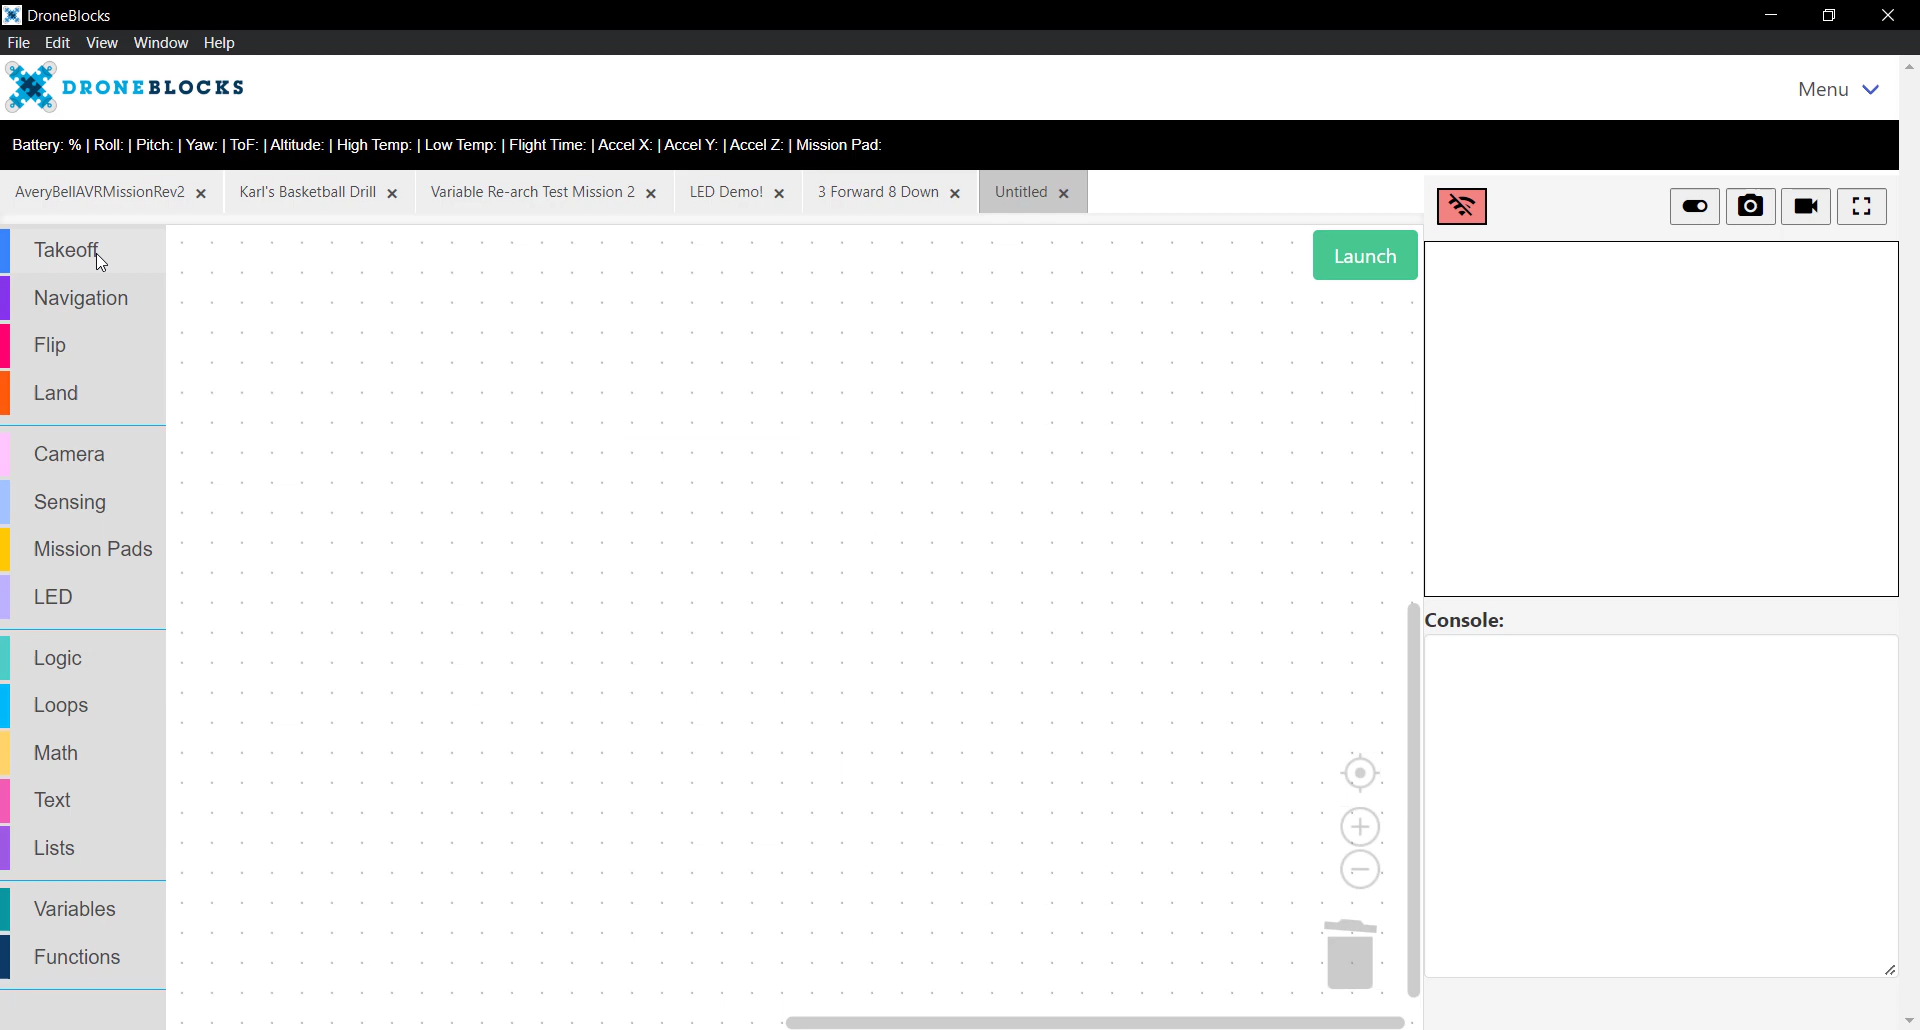 DroneBlocks
File Edit View Window Help
DRONEBLOCKS
Menu
Battery: % | Roll: | Pitch: | Yaw: | ToF: | Altitude: | High Temp: | Low Temp: | Flight Time: | Accel X: | Accel Y: | Accel Z: | Mission Pad:
AveryBellAVRMissionRev2 Karl's Basketball Drill Variable Re-arch Test Mission 2 LED Demo! 3 Forward 8 Down Untitled
Takeoff
Launch
Navigation
Flip
Land
Camera
Sensing
Mission Pads
LED
Logic
Loops
Math
Text
Lists
Variables
Functions
Console: